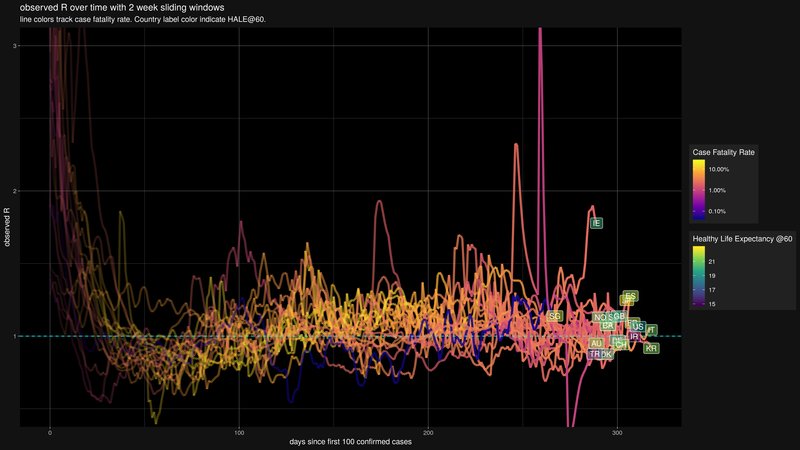 observed R over time with 2 week sliding windows
line colors track case fatality rate. Country label color indicate HALE@60.
3
2
1
observed R
0
100
200
300
days since first 100 confirmed cases
IE
ES
SG
NO
GB
US
IT
IR
KR
AU
CH
TR
DK
Case Fatality Rate
10.00%
1.00%
0.10%
Healthy Life Expectancy @60
21
19
17
15